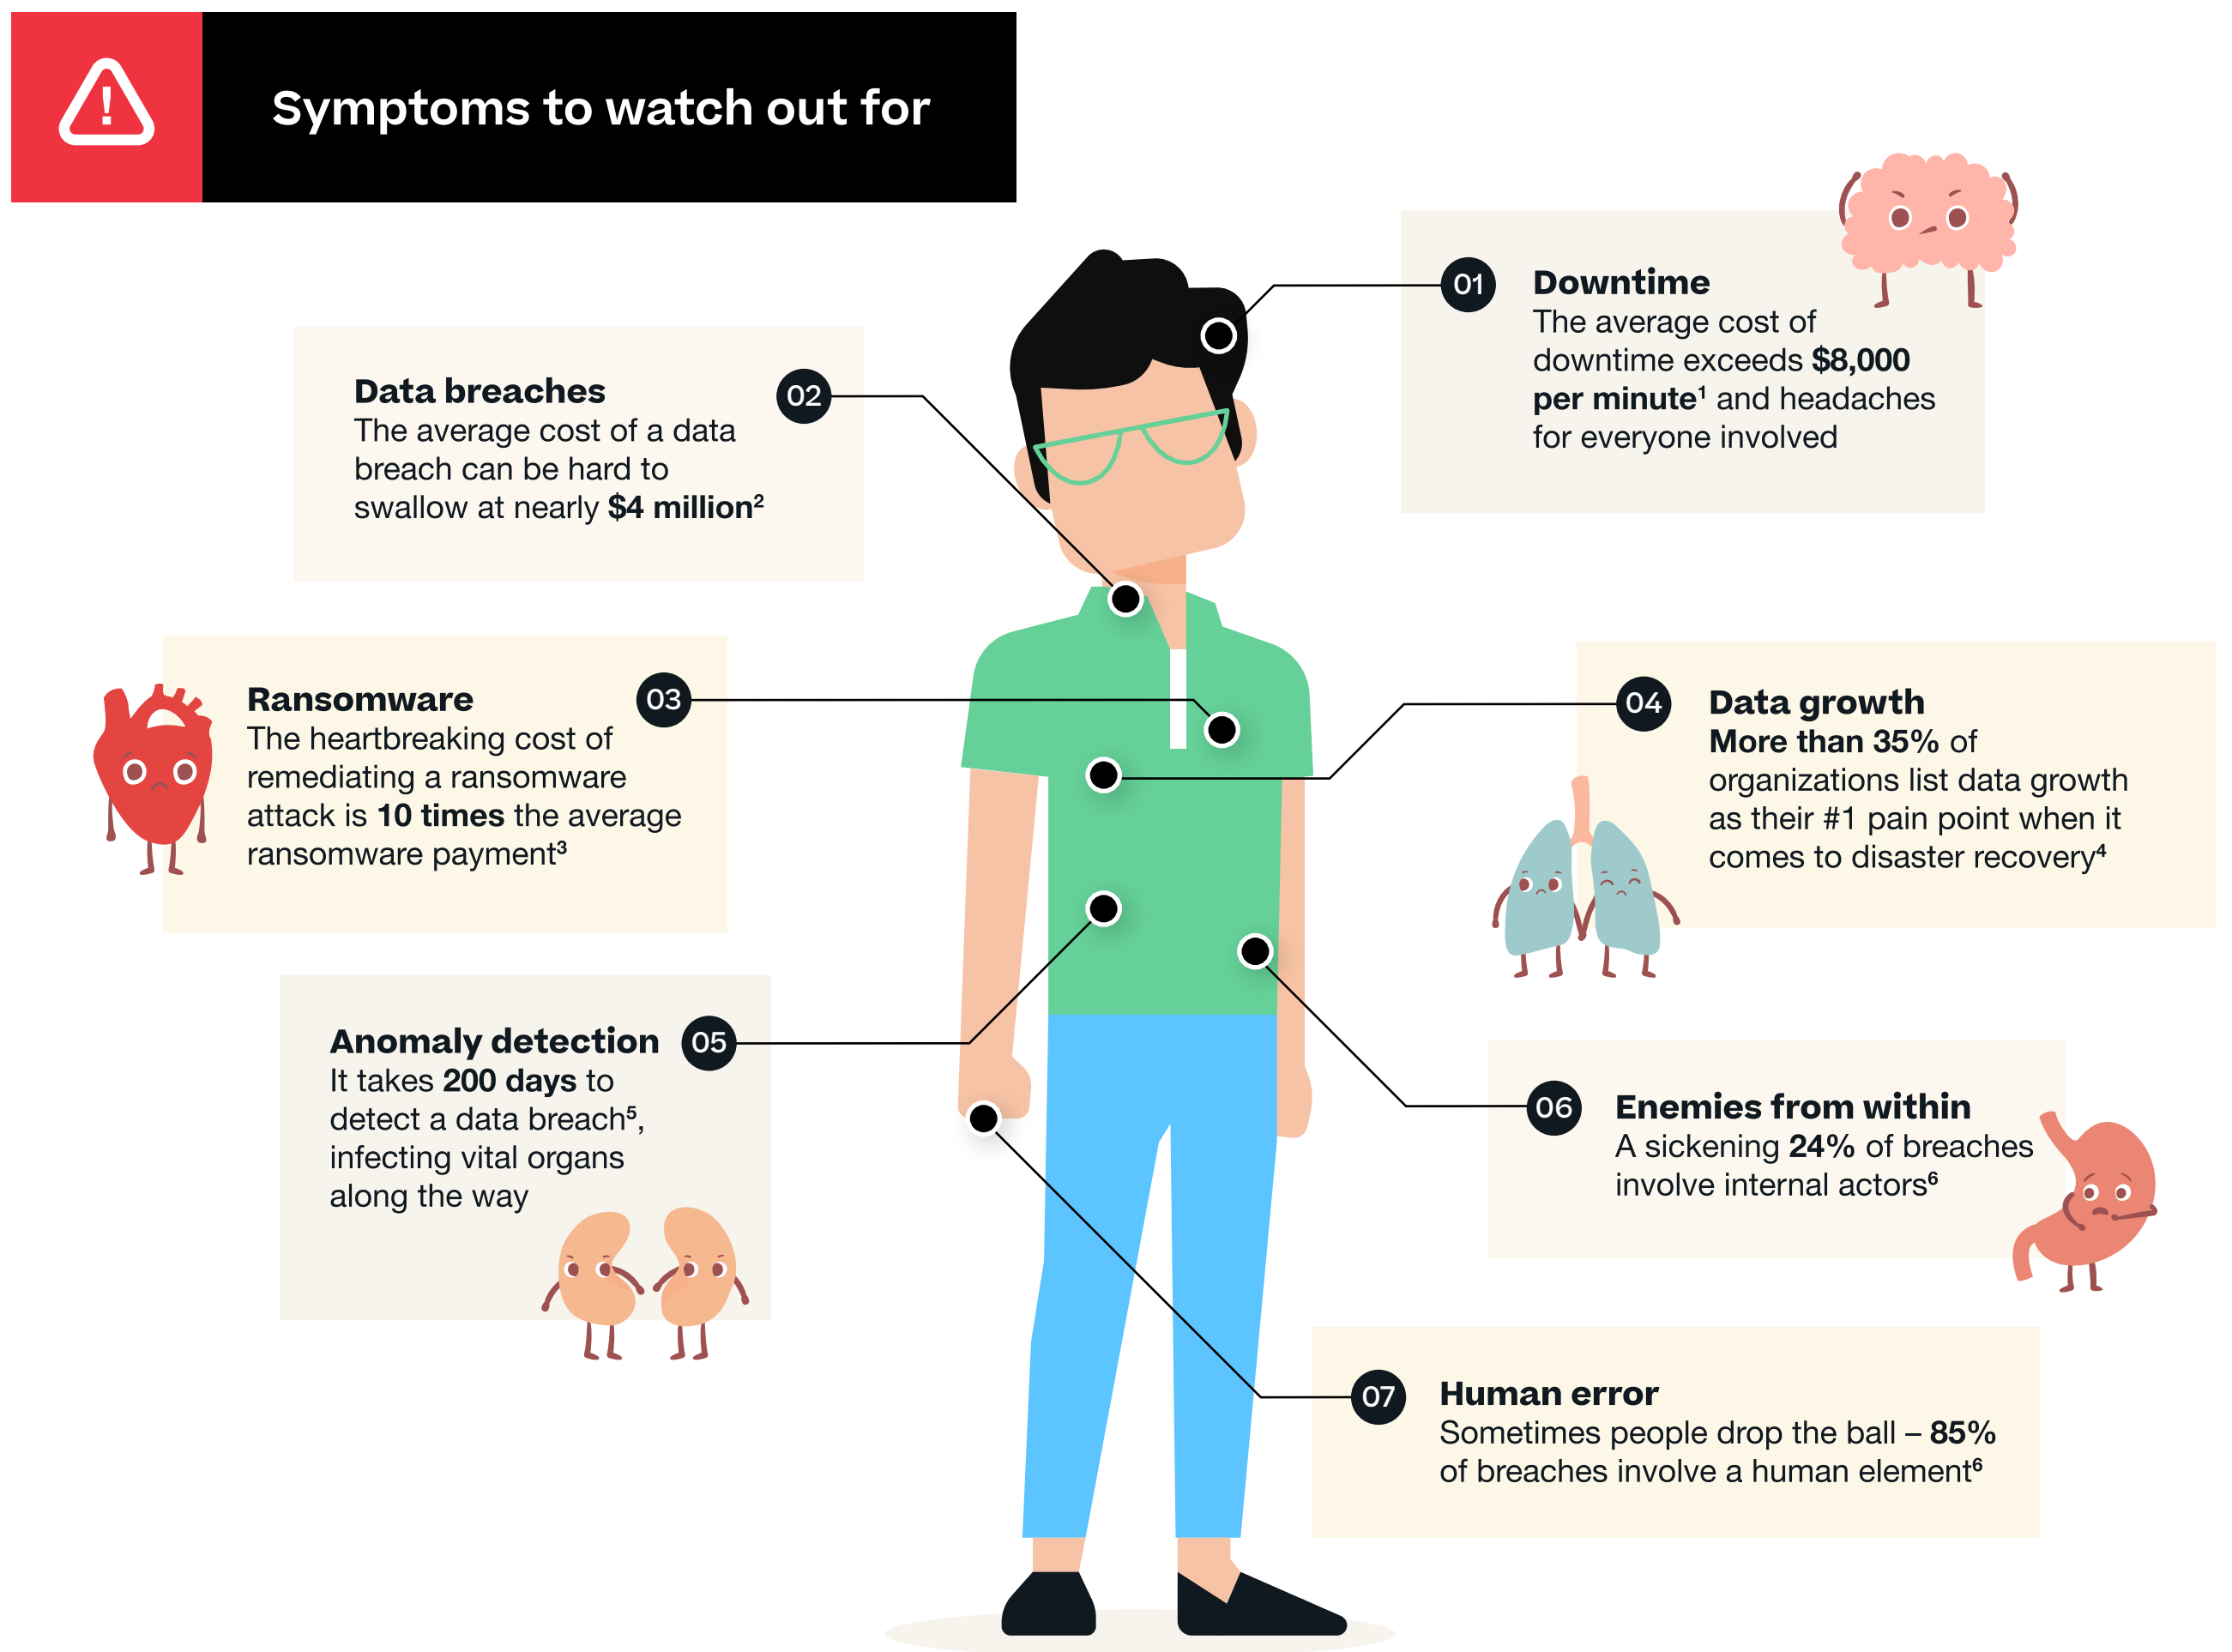 !
Symptoms to watch out for
01
Downtime
The average cost of
downtime exceeds $8,000
per minute¹ and headaches
for everyone involved
02
Data breaches
The average cost of a data
breach can be hard to
swallow at nearly $4 million²
03
Ransomware
The heartbreaking cost of
remediating a ransomware
attack is 10 times the average
ransomware payment³
04
Data growth
More than 35% of
organizations list data growth
as their #1 pain point when it
comes to disaster recovery⁴
05
Anomaly detection
It takes 200 days to
detect a data breach⁵,
infecting vital organs
along the way
06
Enemies from within
A sickening 24% of breaches
involve internal actors⁶
07
Human error
Sometimes people drop the ball – 85%
of breaches involve a human element⁶